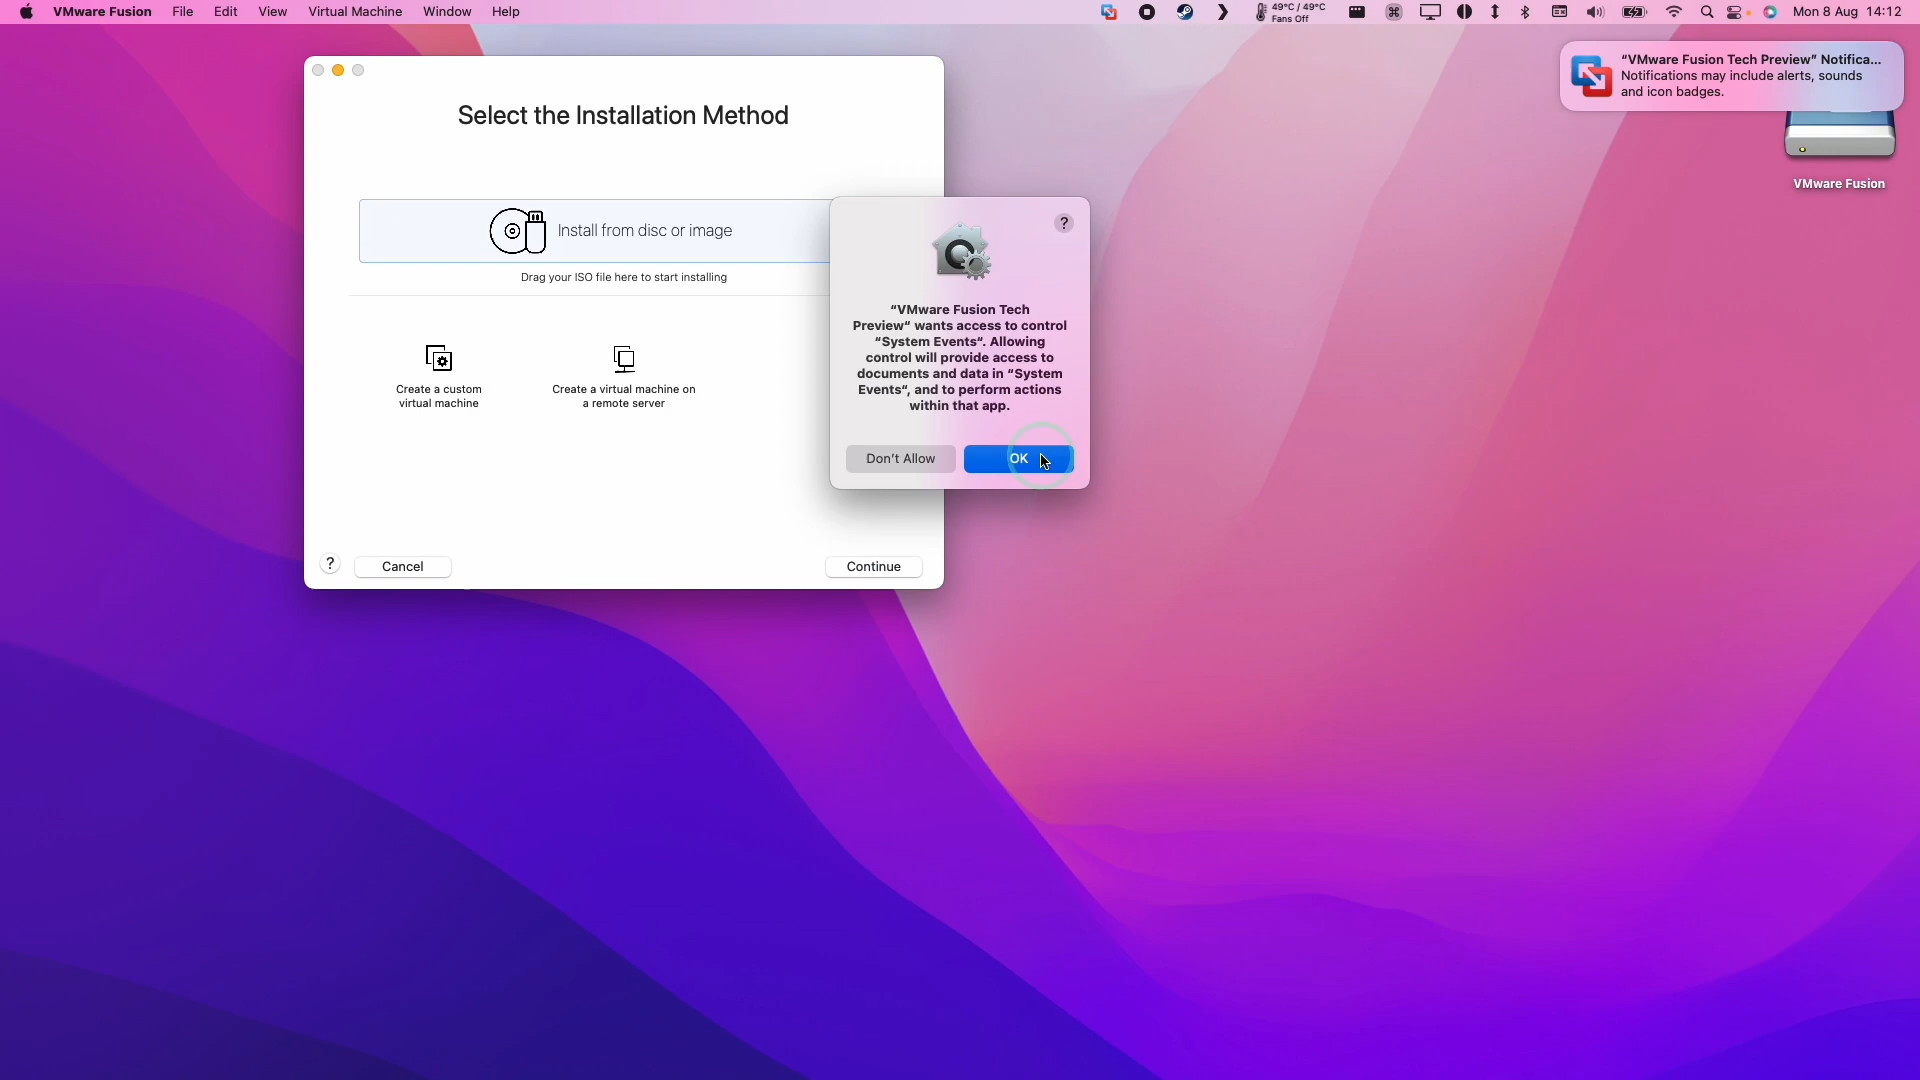 VMware Fusion File Edit View Virtual Machine Window Help
49°C / 49°C
Fans Off
Mon 8 Aug 14:12
"VMware Fusion Tech Preview" Notifica...
Notifications may include alerts, sounds
and icon badges.
VMware Fusion
Select the Installation Method
Install from disc or image
Drag your ISO file here to start installing
Create a custom
virtual machine
Create a virtual machine on
a remote server
?
Cancel
Continue
?
"VMware Fusion Tech
Preview" wants access to control
"System Events". Allowing
control will provide access to
documents and data in "System
Events", and to perform actions
within that app.
Don't Allow
OK